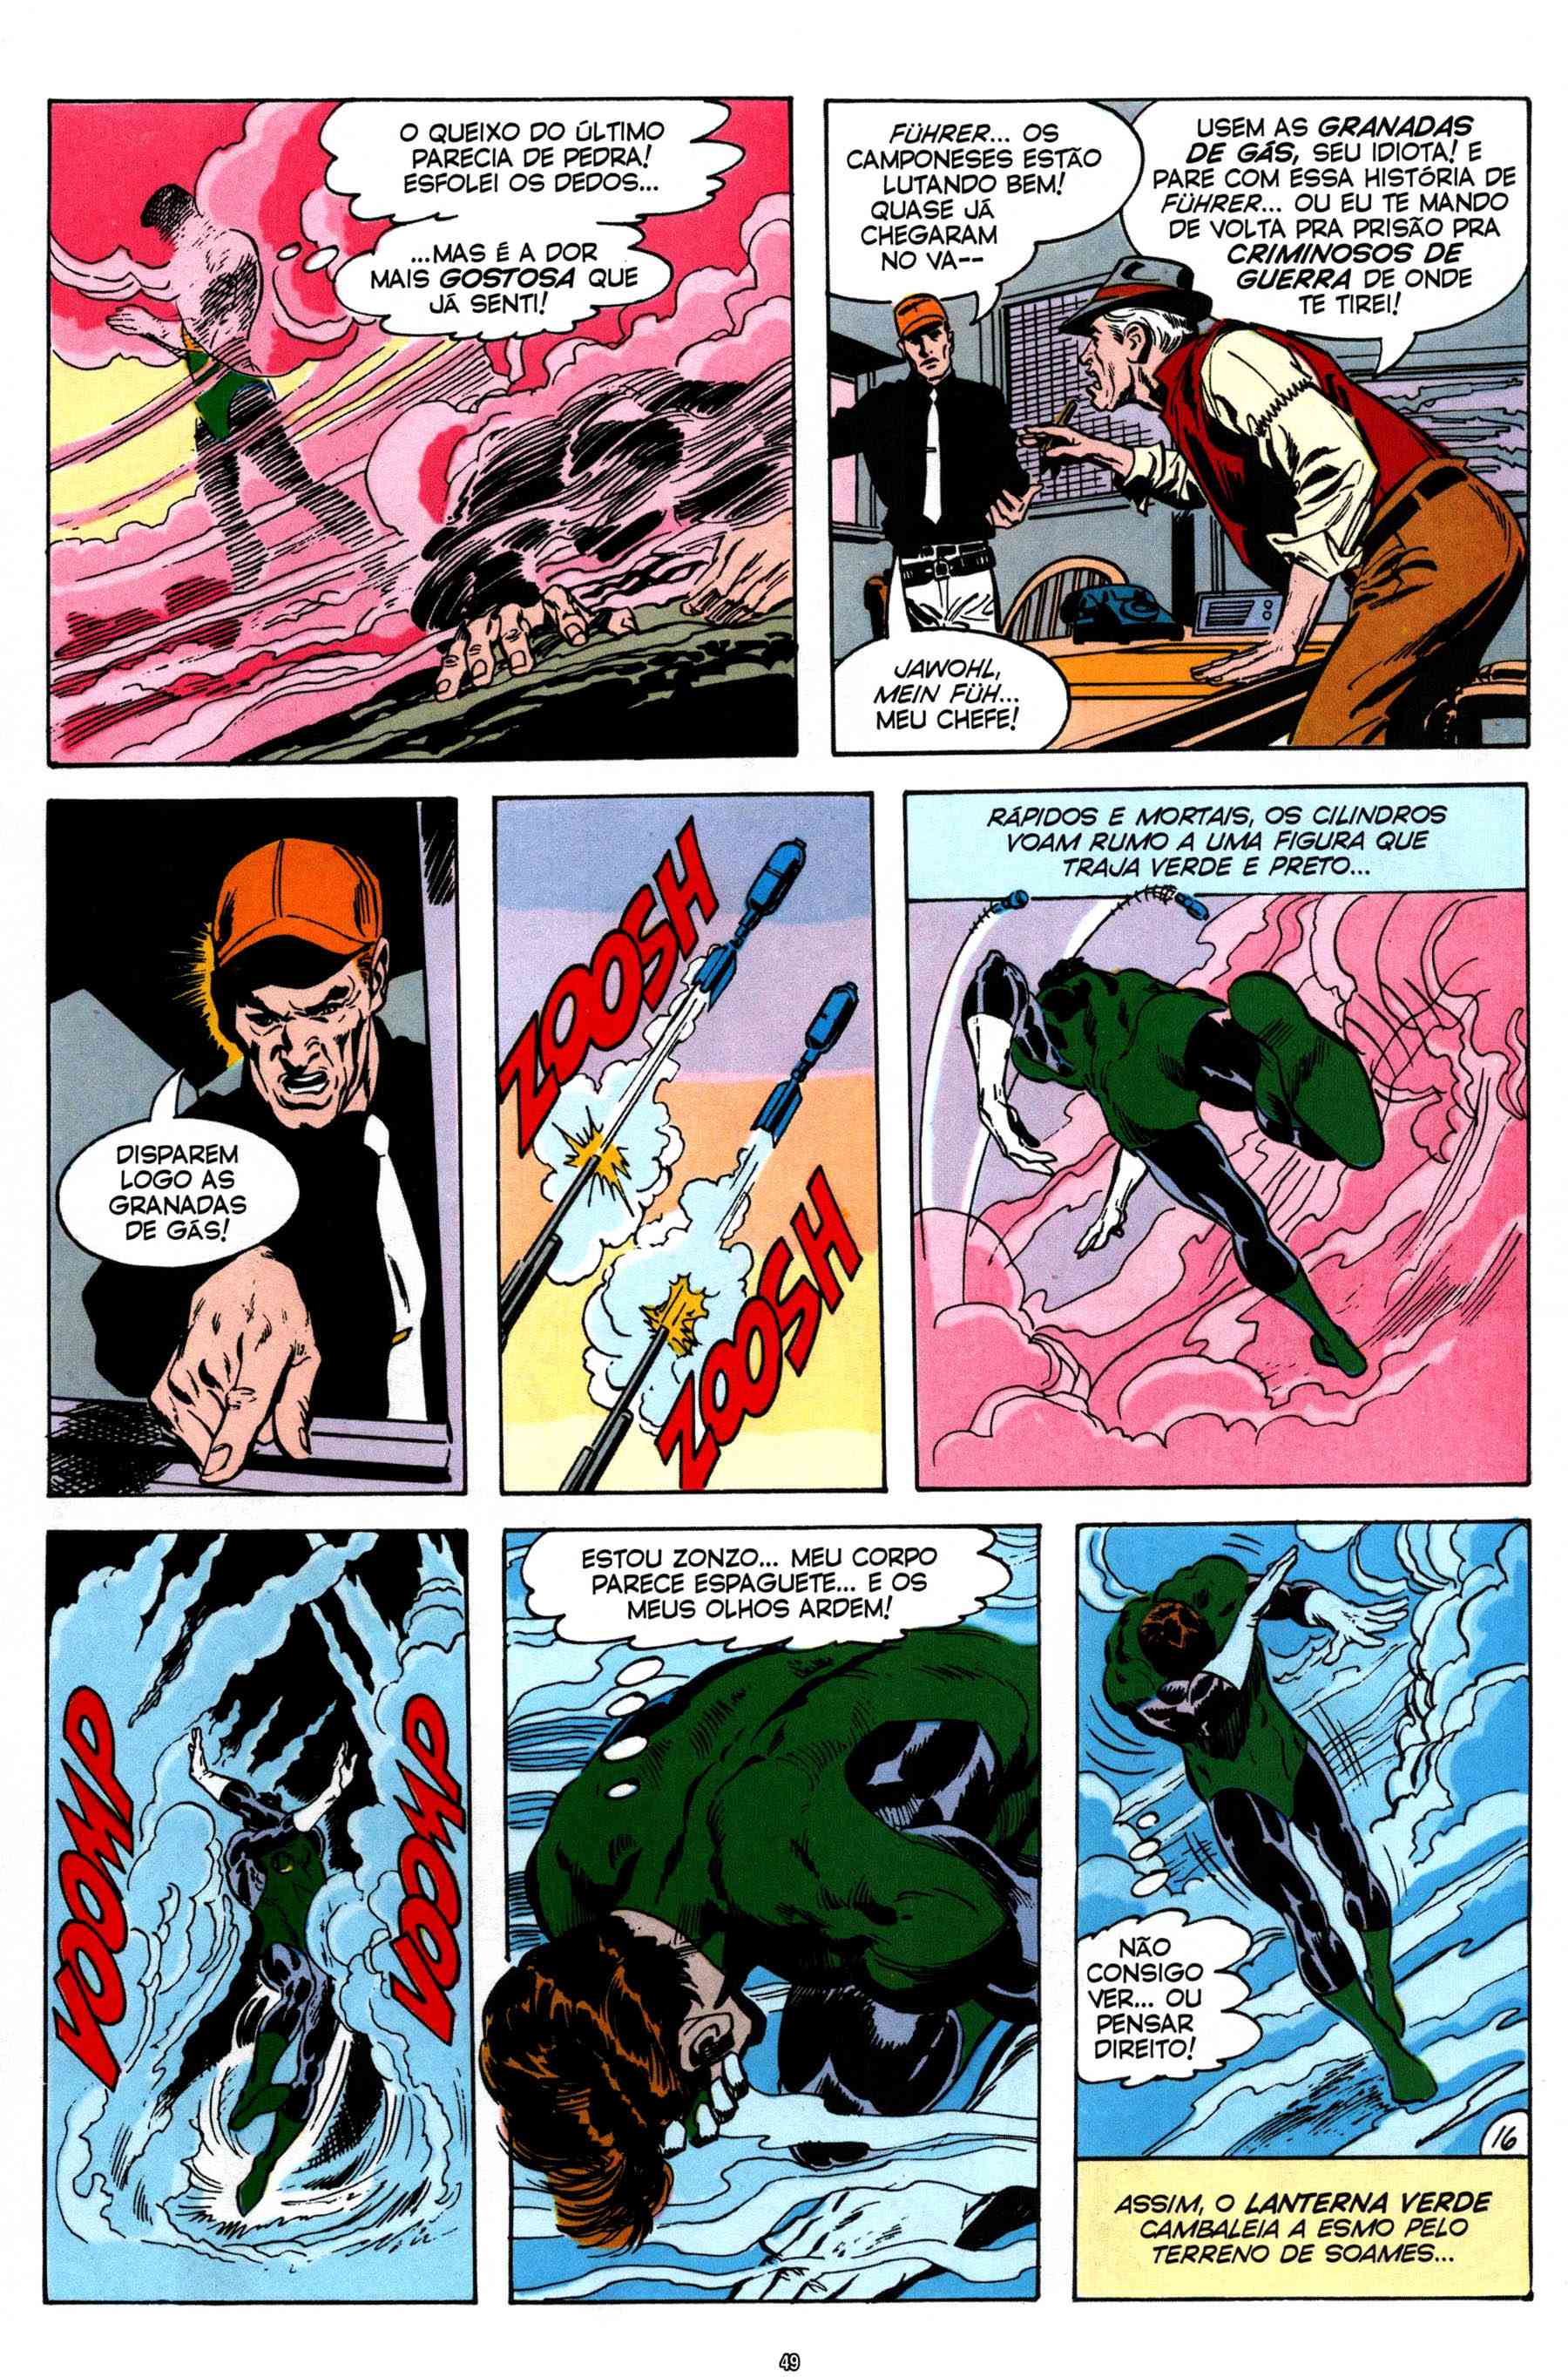 O QUEIXO DO ÚLTIMO
PARECIA DE PEDRA!
ESFOLEI OS DEDOS...
...MAS É A DOR
MAIS GOSTOSA QUE
JÁ SENTI!
FÜHRER... OS
CAMPONESES ESTÃO
LUTANDO BEM!
QUASE JÁ
CHEGARAM
NO VA--
USEM AS GRANADAS
DE GÁS, SEU IDIOTA! E
PARE COM ESSA HISTÓRIA DE
FÜHRER... OU EU TE MANDO
DE VOLTA PRA PRISÃO PRA
CRIMINOSOS DE
GUERRA DE ONDE
TE TIREI!
JAWOHL,
MEIN FÜH...
MEU CHEFE!
DISPAREM
LOGO AS
GRANADAS
DE GÁS!
ZOOSH
ZOOSH
RÁPIDOS E MORTAIS, OS CILINDROS
VOAM RUMO A UMA FIGURA QUE
TRAJA VERDE E PRETO...
VOOMP
VOOMP
ESTOU ZONZO... MEU CORPO
PARECE ESPAGUETE... E OS
MEUS OLHOS ARDEM!
NÃO
CONSIGO
VER... OU
PENSAR
DIREITO!
16
ASSIM, O LANTERNA VERDE
CAMBALEIA A ESMO PELO
TERRENO DE SOAMES...
49